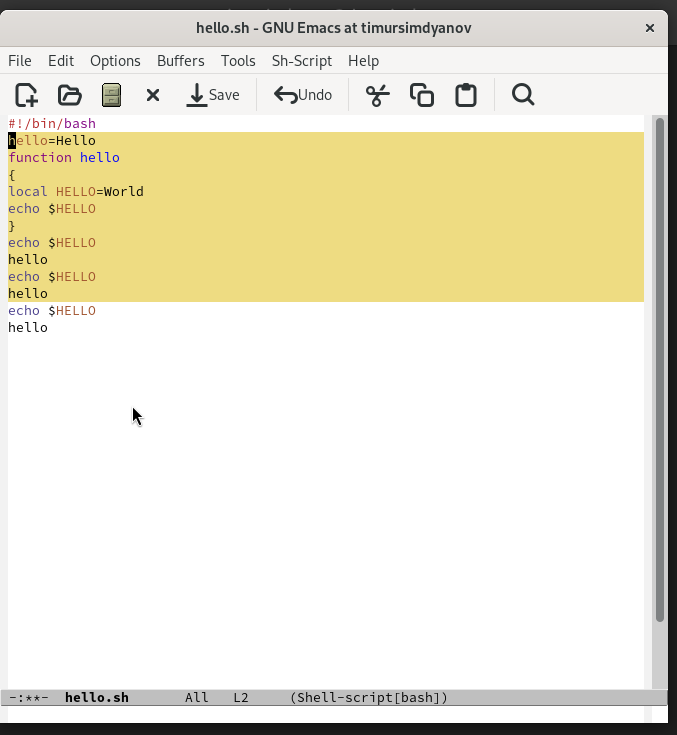 hello.sh - GNU Emacs at timursimdyanov
File Edit Options Buffers Tools Sh-Script Help
Save Undo
#!/bin/bash
hello=Hello
function hello
{
local HELLO=World
echo $HELLO
}
echo $HELLO
hello
echo $HELLO
hello
echo $HELLO
hello
-:**- hello.sh All L2 (Shell-script[bash])